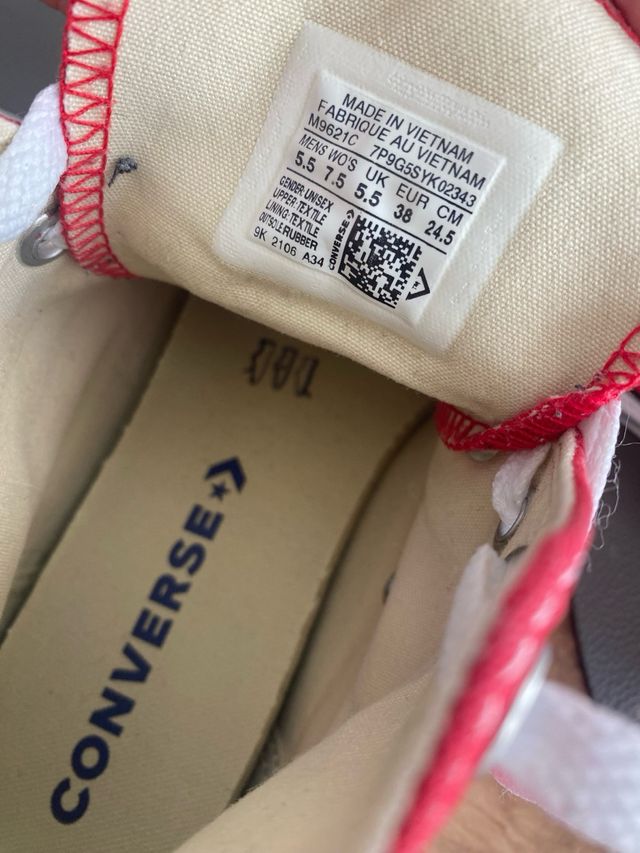 MADE IN VIETNAM
FABRIQUE AU VIETNAM
M9621C 7P9G5SYK02343
MENS WO'S UK EUR CM
5.5 7.5 5.5 38 24.5
GENDER:UNISEX
UPPER:TEXTILE
LINING:TEXTILE
OUTSOLE:RUBBER
9K 2106 A34
CONVERSE
CONVERSE